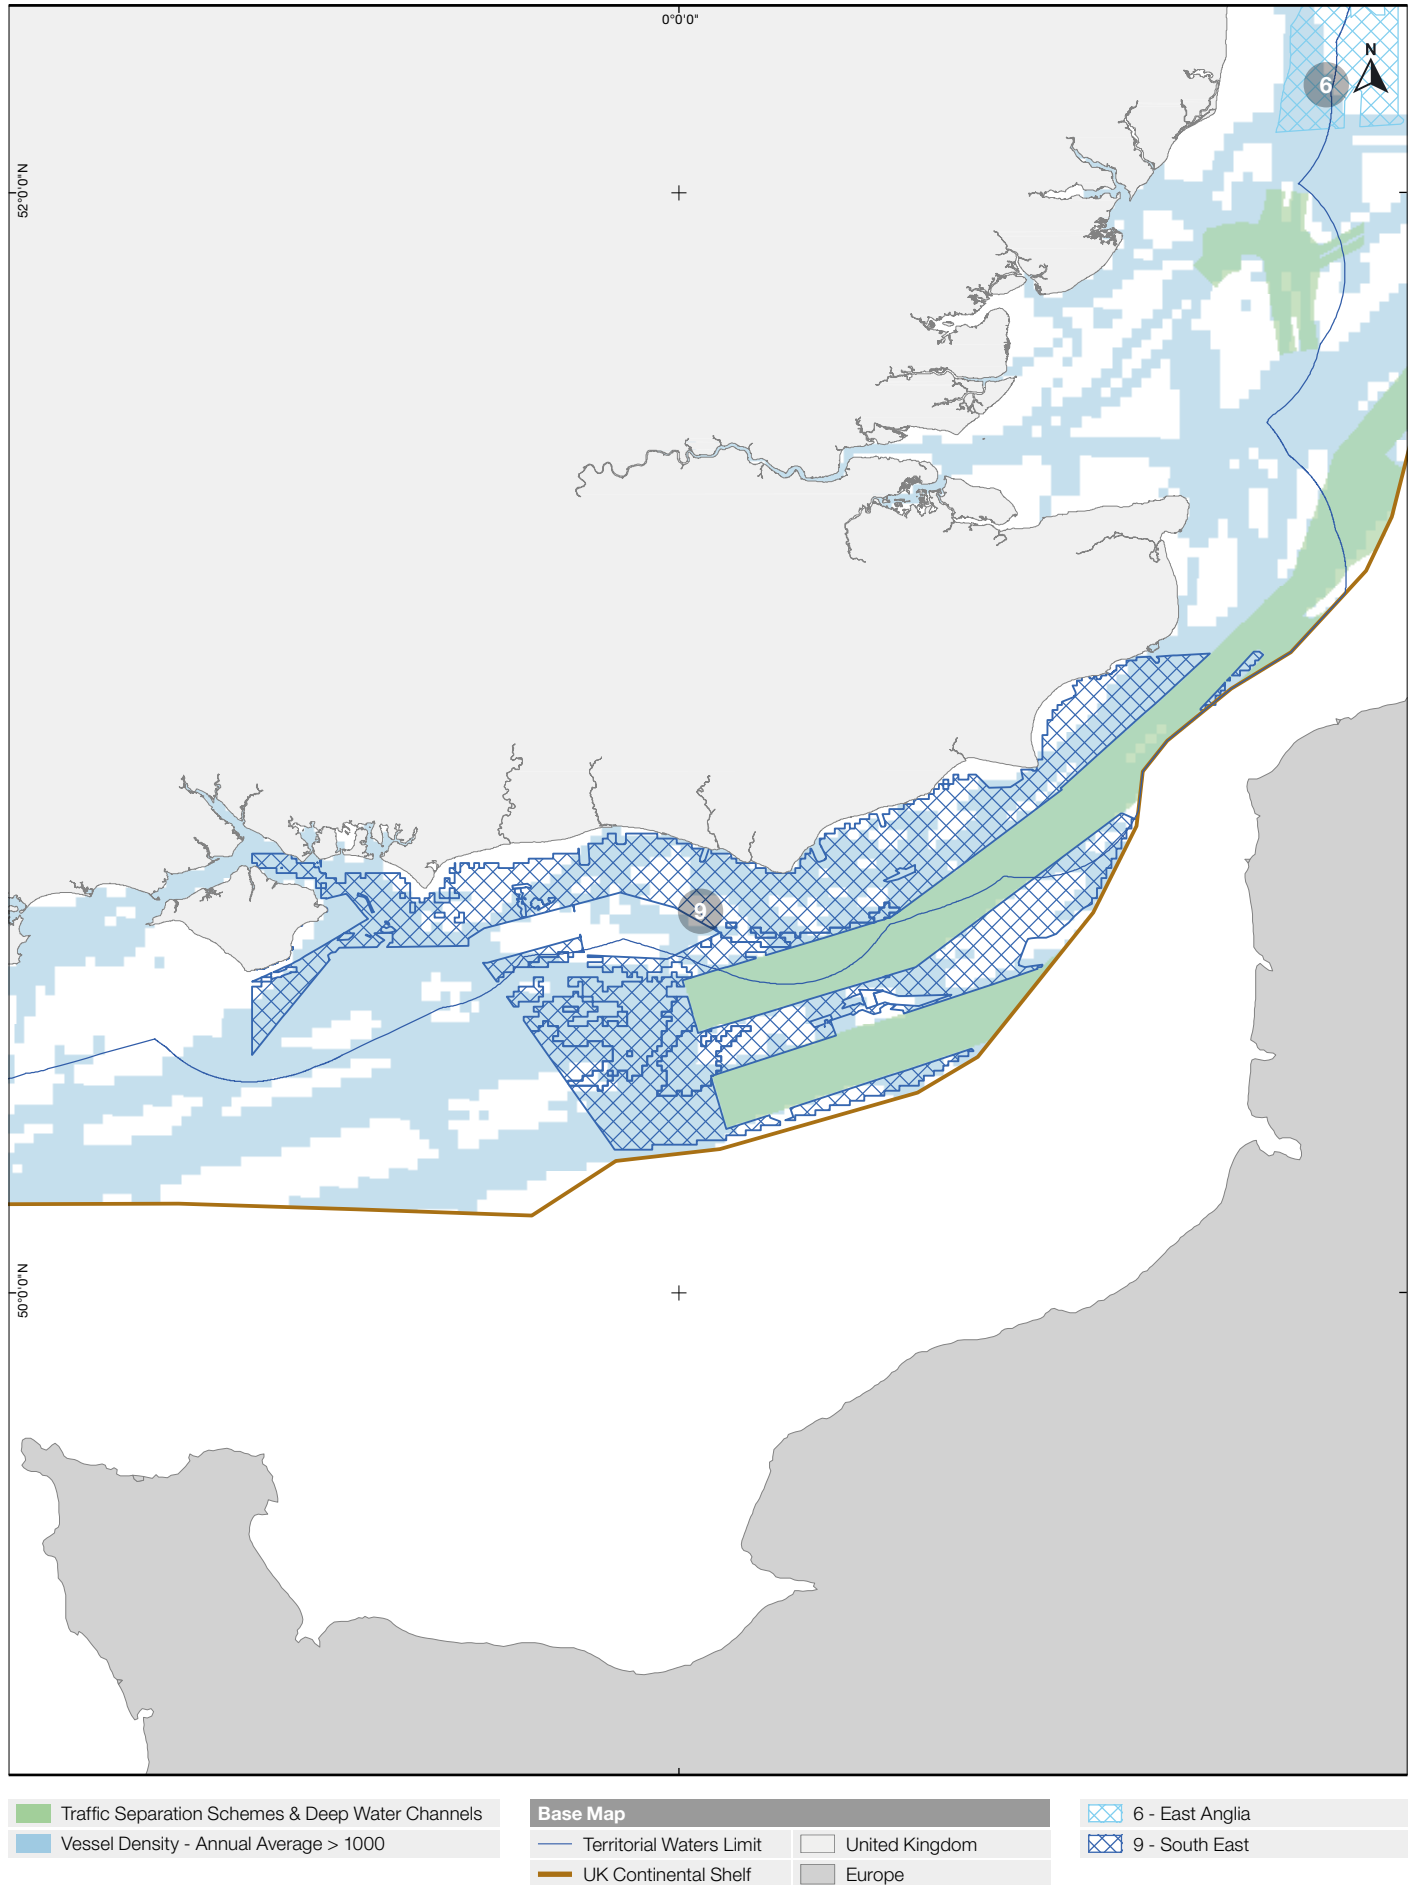 0°0'0"
N
6
52°0'0"N
9
50°0'0"N
Traffic Separation Schemes & Deep Water Channels
Vessel Density - Annual Average > 1000
Base Map
Territorial Waters Limit
United Kingdom
UK Continental Shelf
Europe
6 - East Anglia
9 - South East